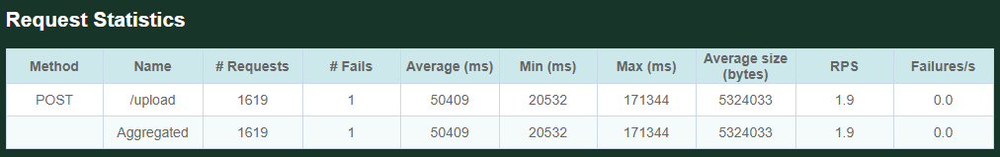 Request Statistics
Method Name # Requests # Fails Average (ms) Min (ms) Max (ms) Average size (bytes) RPS Failures/s
POST /upload 1619 1 50409 20532 171344 5324033 1.9 0.0
Aggregated 1619 1 50409 20532 171344 5324033 1.9 0.0